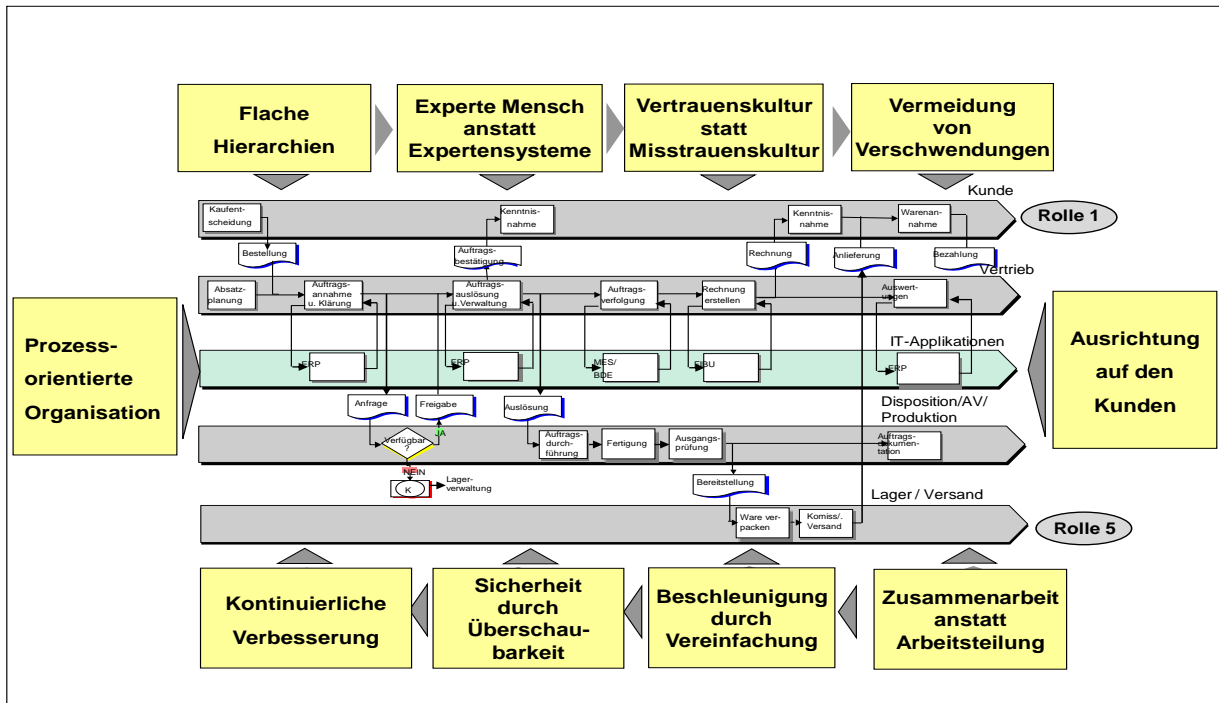 Flache
Hierarchien
Experte Mensch
anstatt
Expertensysteme
Vertrauenskultur
statt
Misstrauenskultur
Vermeidung
von
Verschwendungen
Kunde
Kaufent-
scheidung
Kenntnis-
nahme
Kenntnis-
nahme
Warenan-
nahme
Rolle 1
Bestellung
Auftrags-
bestätigung
Rechnung
Anlieferung
Bezahlung
Vertrieb
Absatz-
planung
Auftrags-
annahme
u. Klärung
Auftrags-
auslösung
u.Verwaltung
Auftrags-
verfolgung
Rechnung
erstellen
Auswert-
ungen
Prozess-
orientierte
Organisation
Ausrichtung
auf den
Kunden
IT-Applikationen
ERP
ERP
MES/
BDE
FIBU
ERP
Anfrage
Freigabe
Auslösung
Disposition/AV/
Produktion
JA
Verfügbar
?
Auftrags-
durch-
führung
Fertigung
Ausgangs-
prüfung
Auftrags-
dokumen-
tation
NEIN
K
Lager-
verwaltung
Bereitstellung
Lager / Versand
Ware ver-
packen
Komiss/.
Versand
Rolle 5
Kontinuierliche
Verbesserung
Sicherheit
durch
Überschau-
barkeit
Beschleunigung
durch
Vereinfachung
Zusammenarbeit
anstatt
Arbeitsteilung